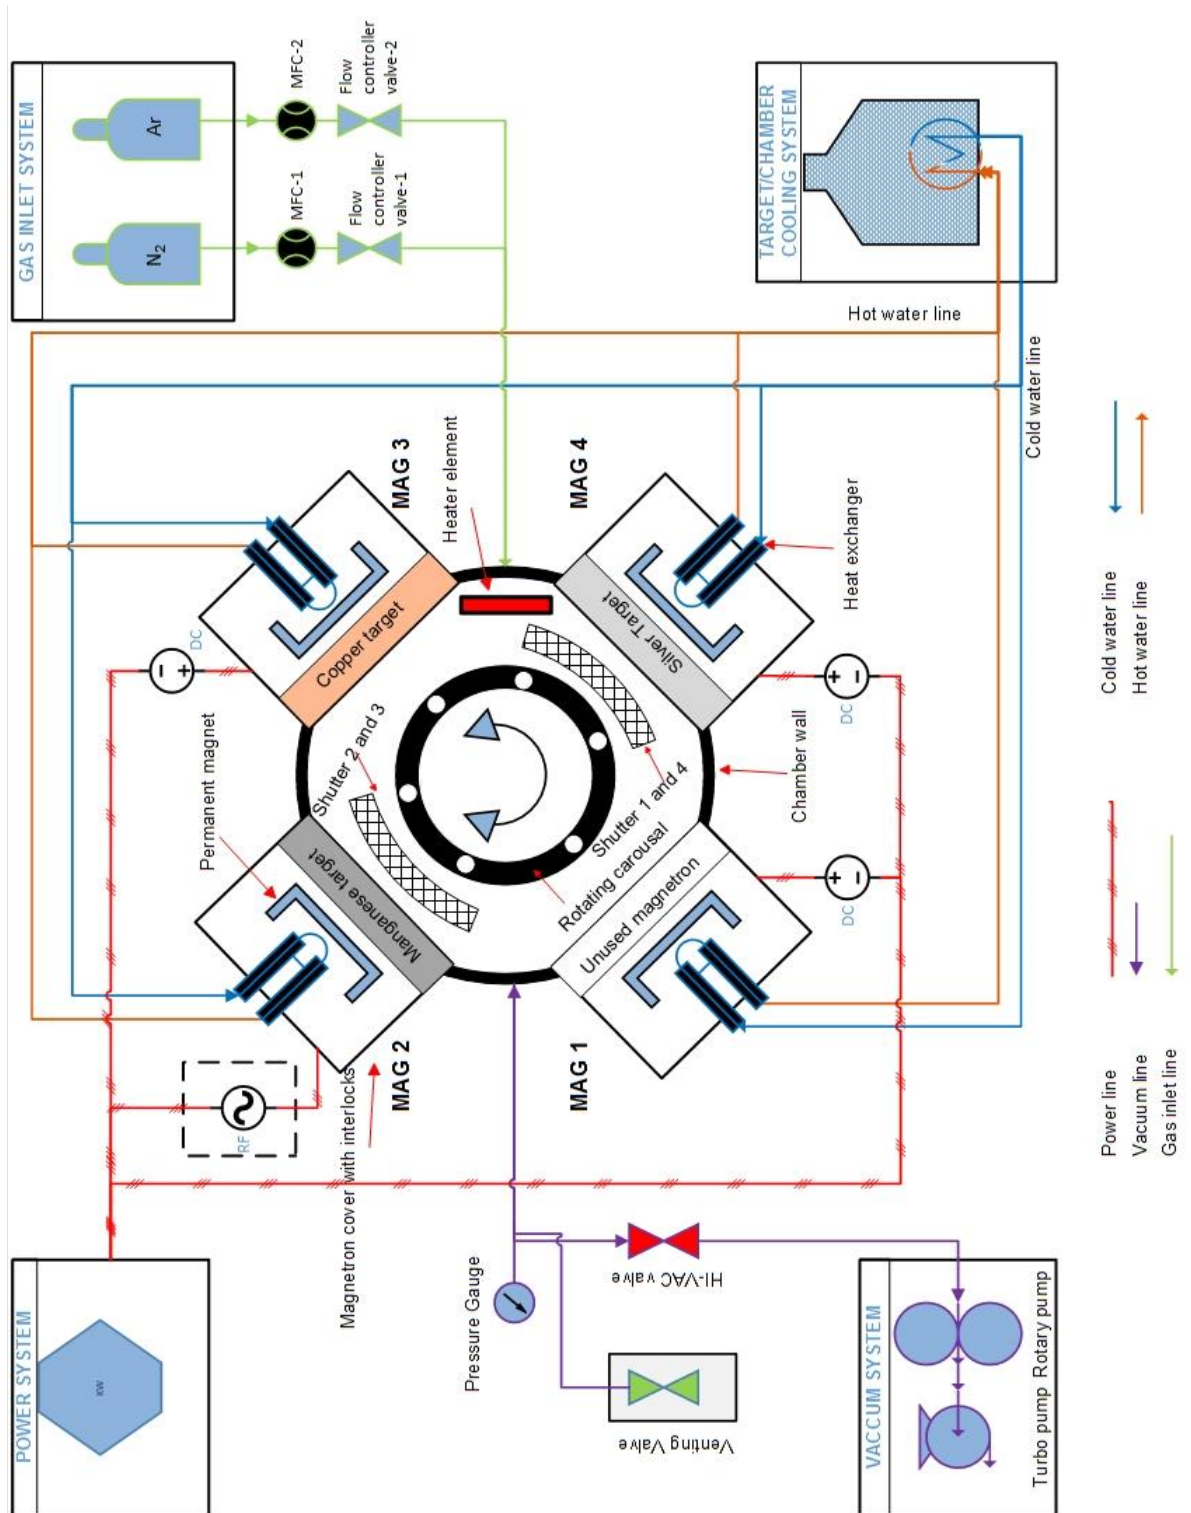 GAS INLET SYSTEM
Ar
N2
MFC-2
MFC-1
Flow
controller
valve-2
Flow
controller
valve-1
TARGET/CHAMBER
COOLING SYSTEM
Hot water line
Cold water line
MAG 3
Heater element
MAG 4
Heat exchanger
Copper target
Silver Target
DC
−
+
+
−
DC
Permanent magnet
Shutter 2 and 3
Shutter 1 and 4
Chamber wall
Rotating carousal
Manganese target
Unused magnetron
+
−
DC
MAG 2
MAG 1
Magnetron cover with interlocks
RF
POWER SYSTEM
KW
Pressure Gauge
HI-VAC valve
Venting Valve
VACCUM SYSTEM
Turbo pump
Rotary pump
Cold water line
Hot water line
Power line
Vacuum line
Gas inlet line